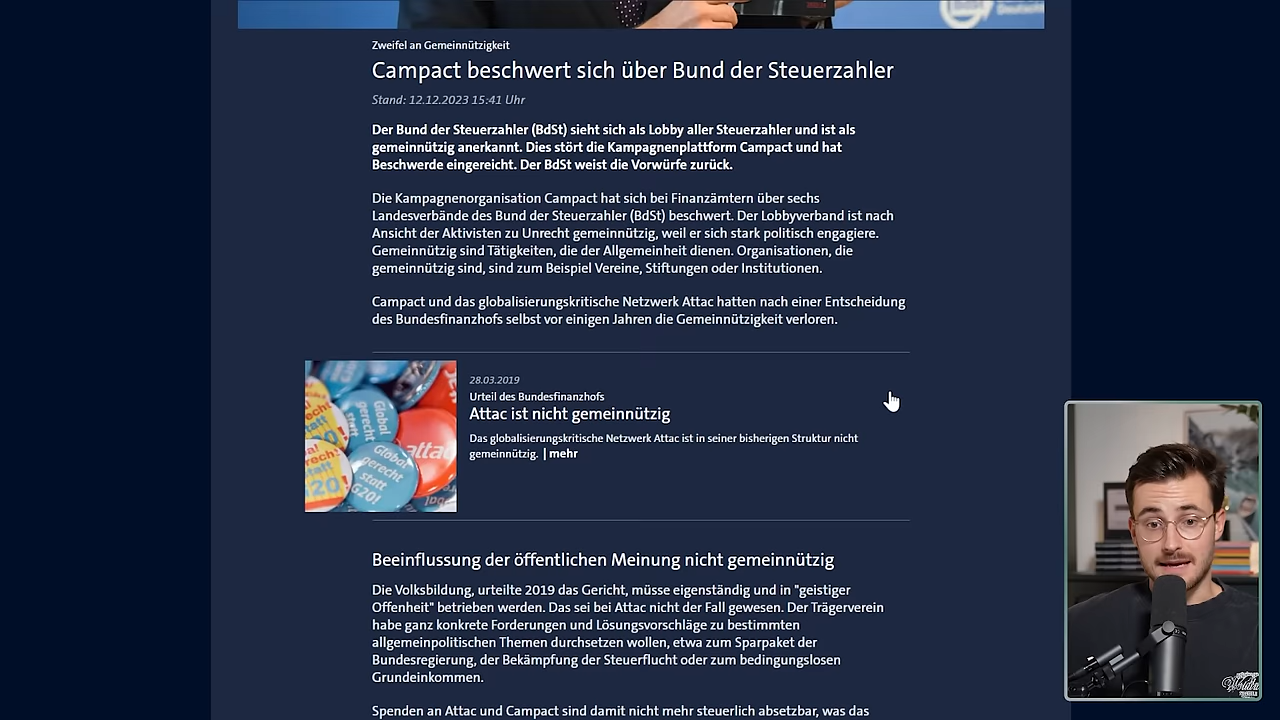 Zweifel an Gemeinnützigkeit
Campact beschwert sich über Bund der Steuerzahler
Stand: 12.12.2023 15:41 Uhr
Der Bund der Steuerzahler (BdSt) sieht sich als Lobby aller Steuerzahler und ist als
gemeinnützig anerkannt. Dies stört die Kampagnenplattform Campact und hat
Beschwerde eingereicht. Der BdSt weist die Vorwürfe zurück.
Die Kampagnenorganisation Campact hat sich bei Finanzämtern über sechs
Landesverbände des Bund der Steuerzahler (BdSt) beschwert. Der Lobbyverband ist nach
Ansicht der Aktivisten zu Unrecht gemeinnützig, weil er sich stark politisch engagiere.
Gemeinnützig sind Tätigkeiten, die der Allgemeinheit dienen. Organisationen, die
gemeinnützig sind, sind zum Beispiel Vereine, Stiftungen oder Institutionen.
Campact und das globalisierungskritische Netzwerk Attac hatten nach einer Entscheidung
des Bundesfinanzhofs selbst vor einigen Jahren die Gemeinnützigkeit verloren.
28.03.2019
Urteil des Bundesfinanzhofs
Attac ist nicht gemeinnützig
Das globalisierungskritische Netzwerk Attac ist in seiner bisherigen Struktur nicht
gemeinnützig. | mehr
Global
gerecht
statt
attac
Global
gerecht
statt
G20!
Beeinflussung der öffentlichen Meinung nicht gemeinnützig
Die Volksbildung, urteilte 2019 das Gericht, müsse eigenständig und in "geistiger
Offenheit" betrieben werden. Das sei bei Attac nicht der Fall gewesen. Der Trägerverein
habe ganz konkrete Forderungen und Lösungsvorschläge zu bestimmten
allgemeinpolitischen Themen durchsetzen wollen, etwa zum Sparpaket der
Bundesregierung, der Bekämpfung der Steuerflucht oder zum bedingungslosen
Grundeinkommen.
Spenden an Attac und Campact sind damit nicht mehr steuerlich absetzbar, was das